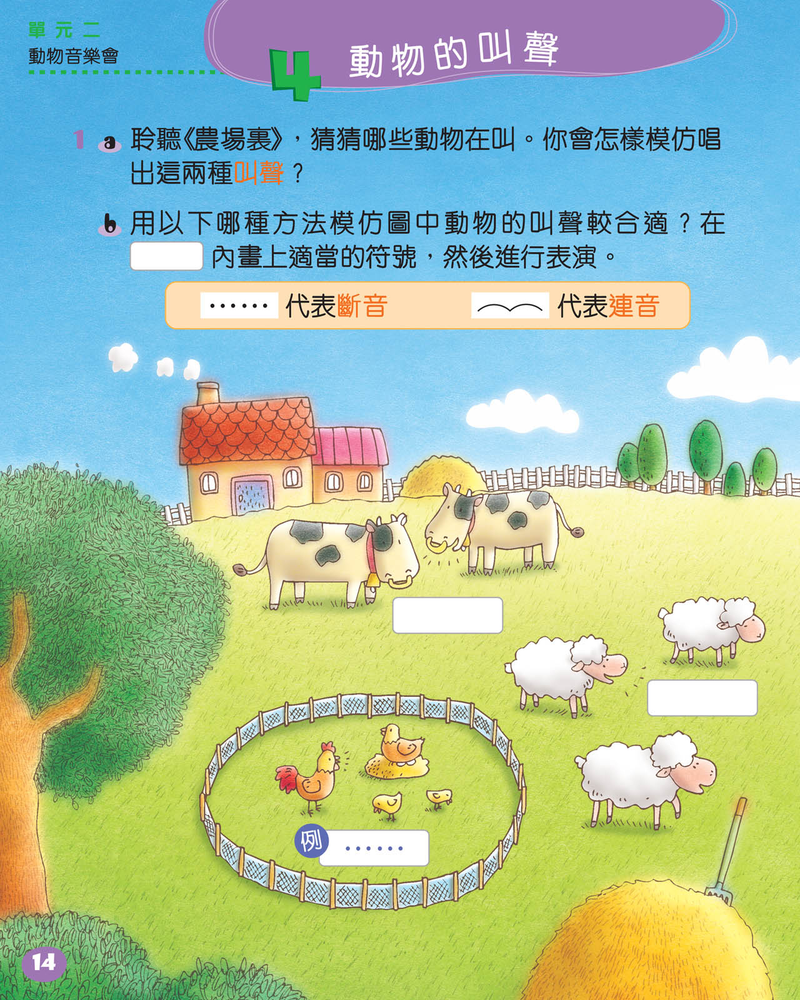 單元二
動物音樂會
4 動物的叫聲
1 a 聆聽《農場裏》，猜猜哪些動物在叫。你會怎樣模仿唱
出這兩種叫聲？
b 用以下哪種方法模仿圖中動物的叫聲較合適？在
內畫上適當的符號，然後進行表演。
······ 代表斷音 代表連音
例 ······
14